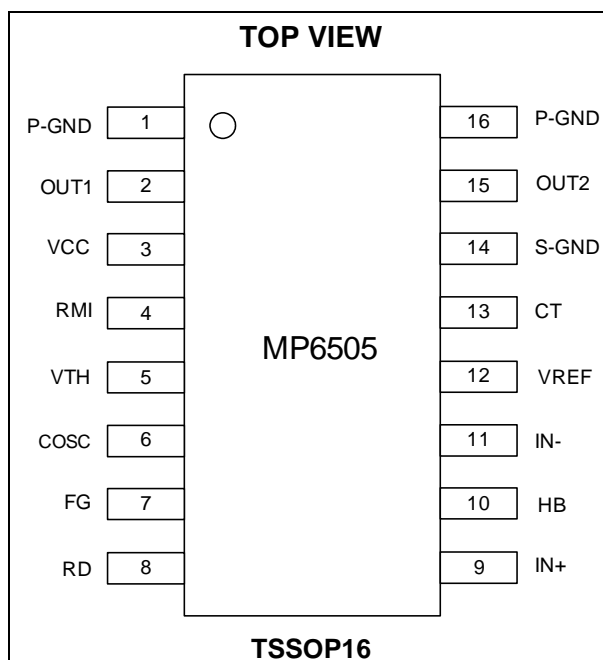 TOP VIEW
P-GND 1 16 P-GND
OUT1 2 15 OUT2
VCC 3 14 S-GND
RMI 4 13 CT
MP6505
VTH 5 12 VREF
COSC 6 11 IN-
FG 7 10 HB
RD 8 9 IN+
TSSOP16